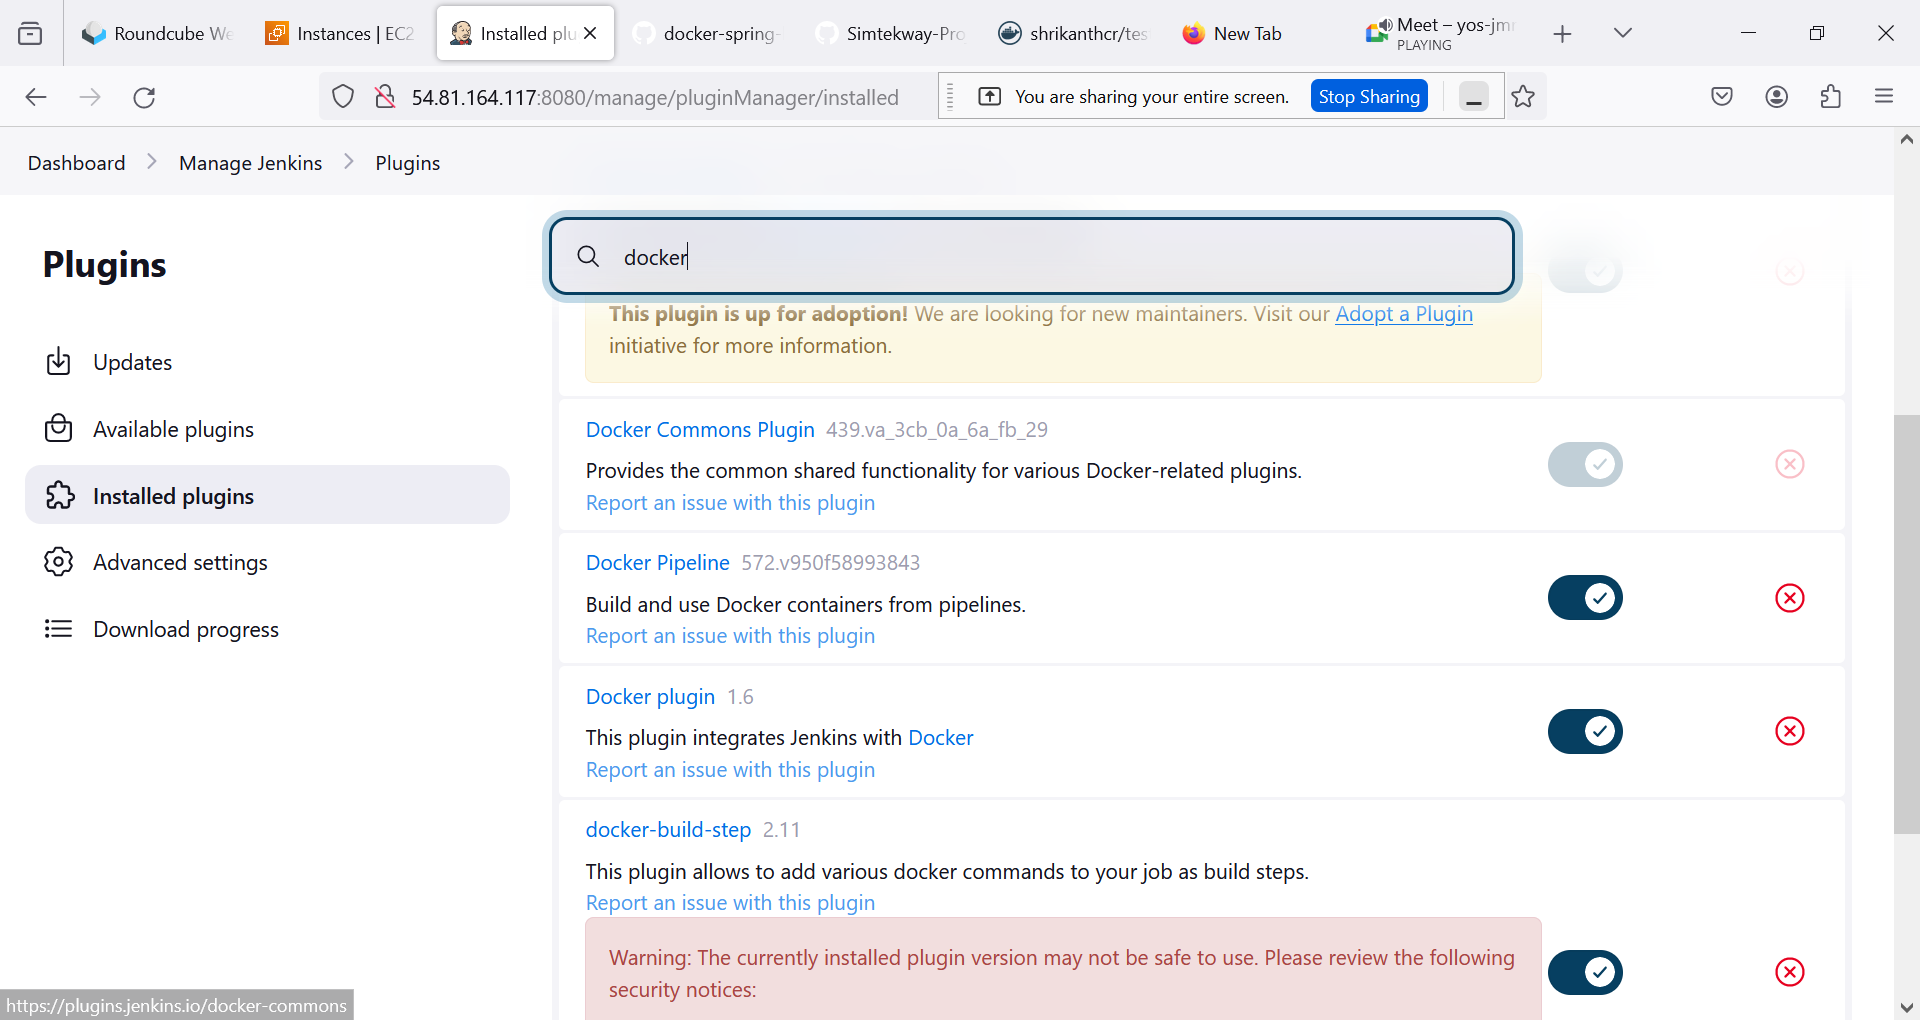 Roundcube We
Instances | EC2
Installed plu
docker-spring-
Simtekway-Pro
shrikanthcr/tes
New Tab
Meet – yos-jmr
PLAYING
54.81.164.117:8080/manage/pluginManager/installed
You are sharing your entire screen.
Stop Sharing
Dashboard
Manage Jenkins
Plugins
Plugins
Updates
Available plugins
Installed plugins
Advanced settings
Download progress
docker
This plugin is up for adoption! We are looking for new maintainers. Visit our Adopt a Plugin
initiative for more information.
Docker Commons Plugin 439.va_3cb_0a_6a_fb_29
Provides the common shared functionality for various Docker-related plugins.
Report an issue with this plugin
Docker Pipeline 572.v950f58993843
Build and use Docker containers from pipelines.
Report an issue with this plugin
Docker plugin 1.6
This plugin integrates Jenkins with Docker
Report an issue with this plugin
docker-build-step 2.11
This plugin allows to add various docker commands to your job as build steps.
Report an issue with this plugin
Warning: The currently installed plugin version may not be safe to use. Please review the following
security notices:
https://plugins.jenkins.io/docker-commons